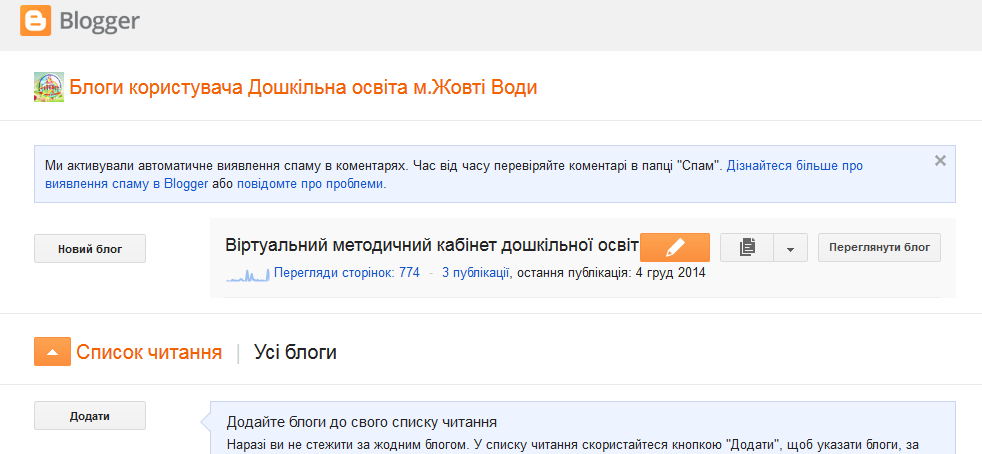 Blogger
Блоги користувача Дошкільна освіта м.Жовті Води
Ми активували автоматичне виявлення спаму в коментарях. Час від часу перевіряйте коментарі в папці "Спам". Дізнайтеся більше про
виявлення спаму в Blogger або повідомте про проблеми.
Новий блог
Віртуальний методичний кабінет дошкільної освіт
Переглянути блог
Перегляди сторінок: 774 - 3 публікації, остання публікація: 4 груд 2014
Список читання | Усі блоги
Додати
Додайте блоги до свого списку читання
Наразі ви не стежити за жодним блогом. У списку читання скористайтеся кнопкою "Додати", щоб указати блоги, за